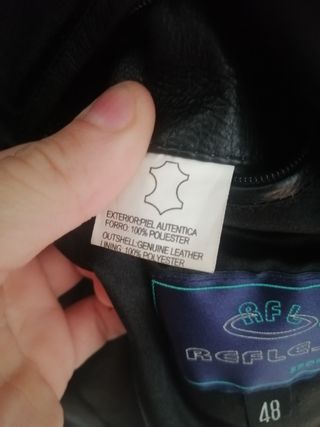 EXTERIOR:PIEL AUTENTICA
FORRO: 100% POLIESTER
OUTSHELL:GENUINE LEATHER
LINING: 100% POLYESTER
RFL
48